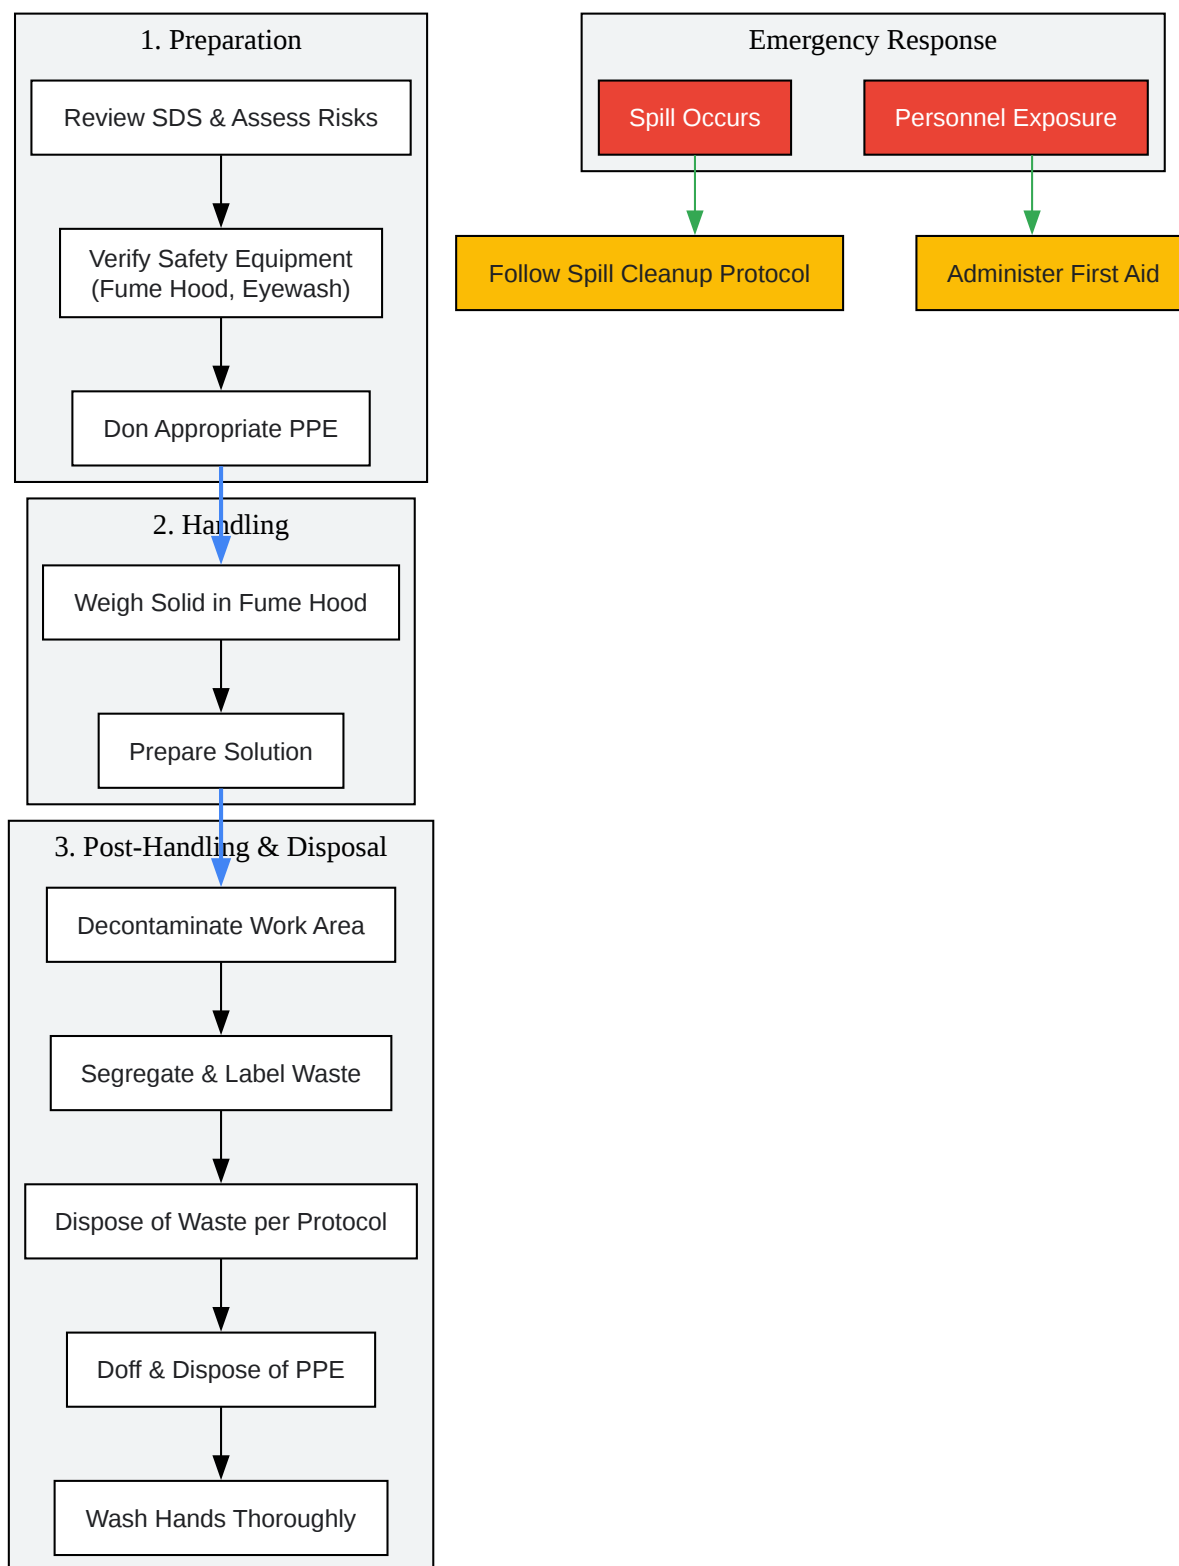 1. Preparation
Review SDS & Assess Risks
Verify Safety Equipment
(Fume Hood, Eyewash)
Don Appropriate PPE
2. Handling
Weigh Solid in Fume Hood
Prepare Solution
3. Post-Handling & Disposal
Decontaminate Work Area
Segregate & Label Waste
Dispose of Waste per Protocol
Doff & Dispose of PPE
Wash Hands Thoroughly
Emergency Response
Spill Occurs
Personnel Exposure
Follow Spill Cleanup Protocol
Administer First Aid